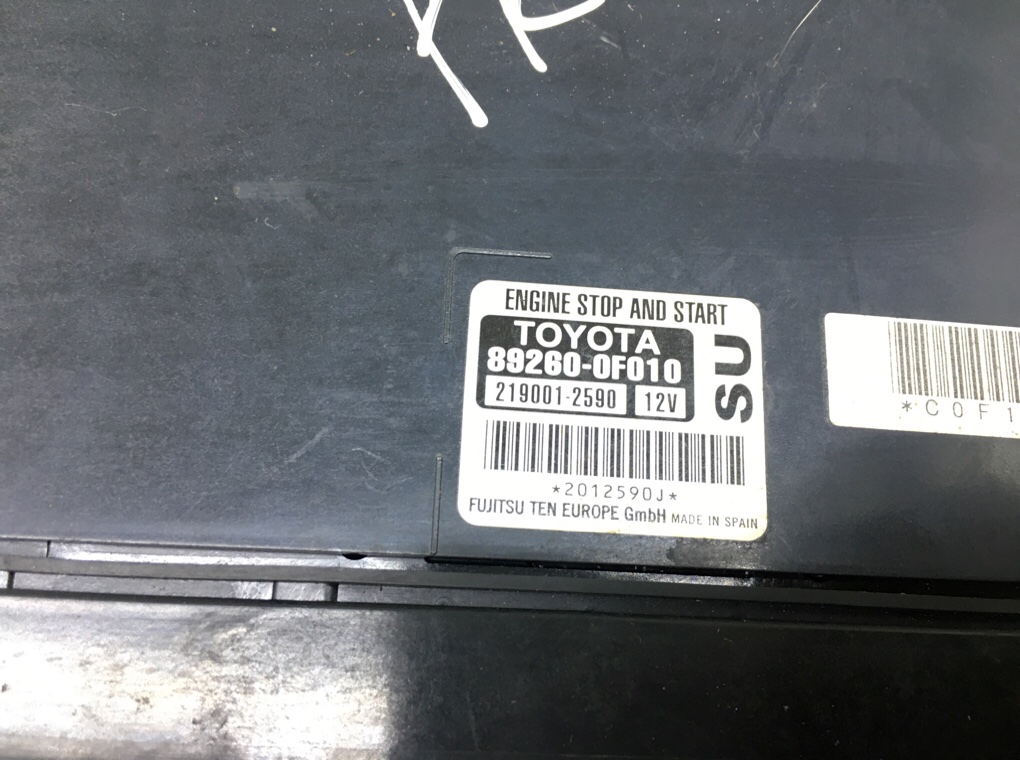 ENGINE STOP AND START
TOYOTA
89260-0F010
219001-2590 12V
SU
*2012590J*
FUJITSU TEN EUROPE GmbH MADE IN SPAIN
*C0F1